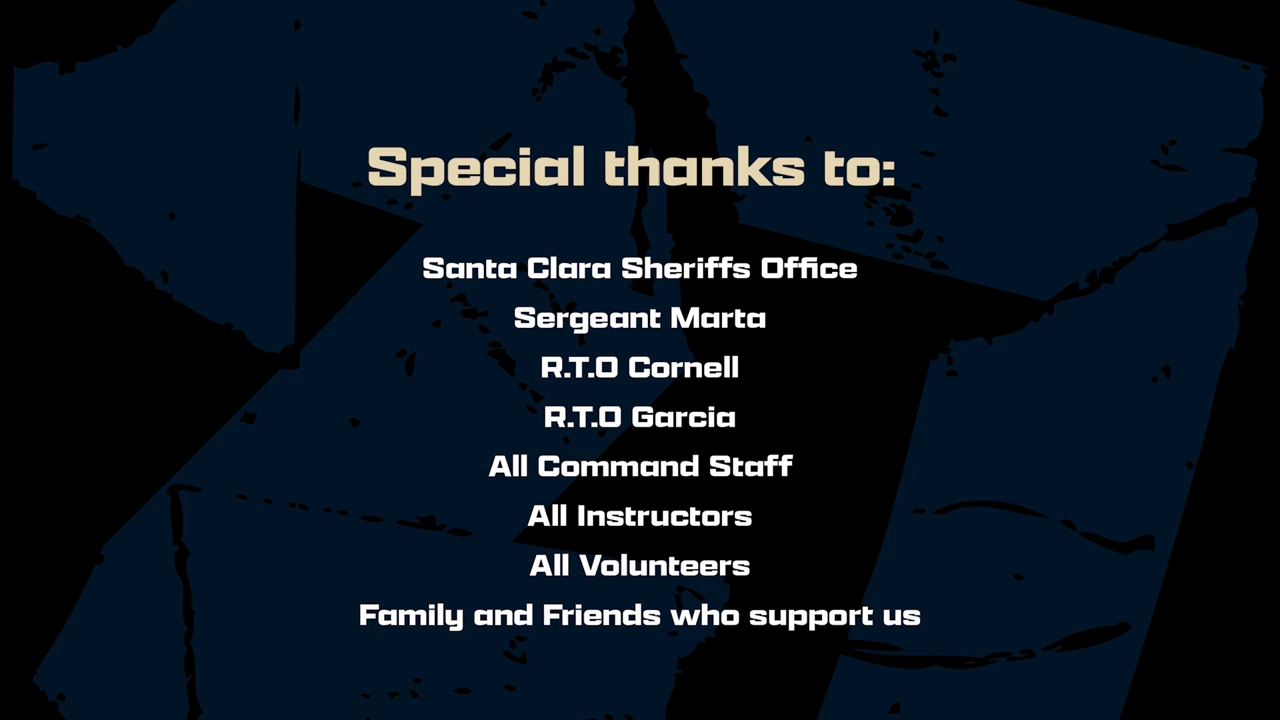 Special thanks to:
Santa Clara Sheriffs Office
Sergeant Marta
R.T.O Cornell
R.T.O Garcia
All Command Staff
All Instructors
All Volunteers
Family and Friends who support us